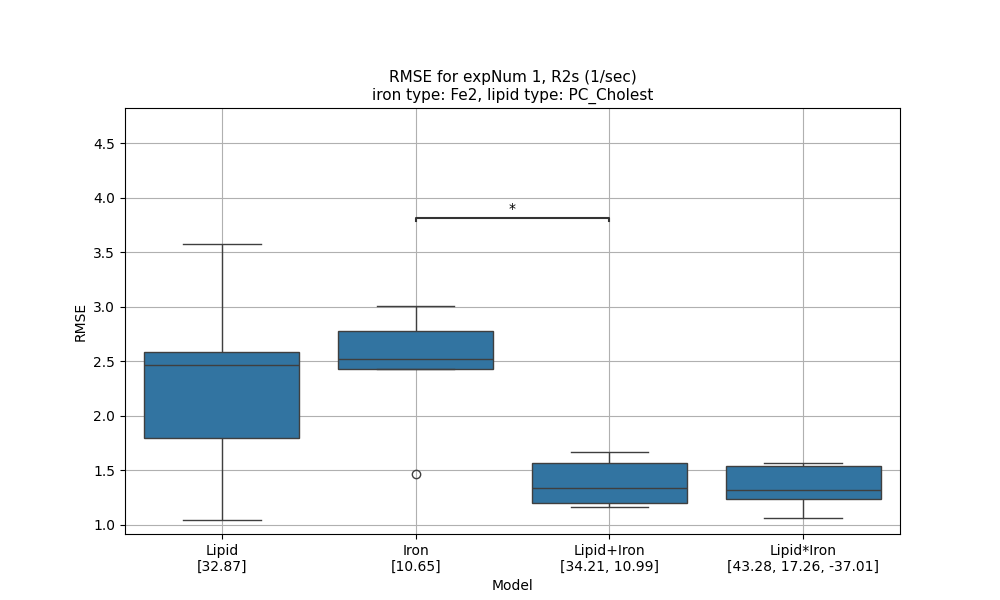 RMSE for expNum 1, R2s (1/sec)
iron type: Fe2, lipid type: PC_Cholest
4.5
4.0
*
3.5
3.0
RMSE
2.5
2.0
1.5
1.0
Lipid Iron Lipid+Iron Lipid*Iron
[32.87] [10.65] [34.21, 10.99] [43.28, 17.26, -37.01]
Model